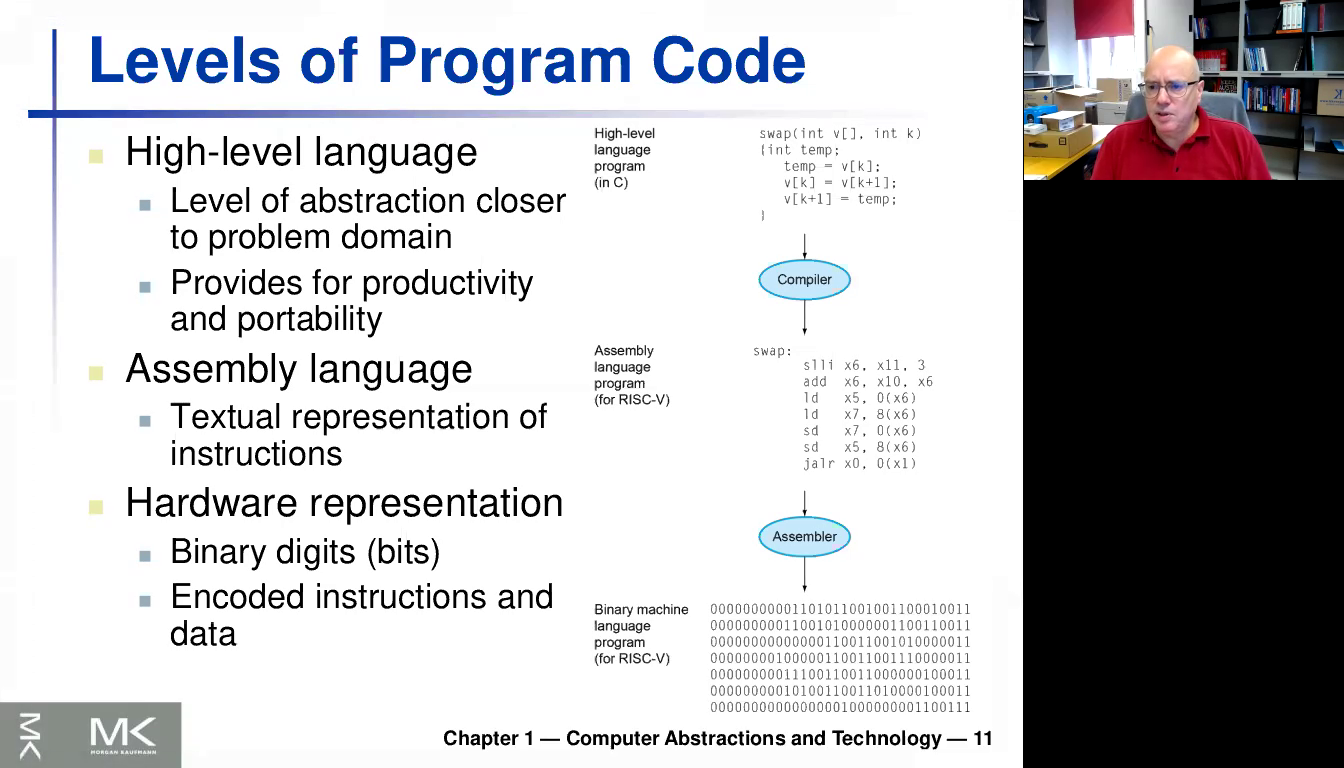 Levels of Program Code
High-level language
Level of abstraction closer
to problem domain
Provides for productivity
and portability
Assembly language
Textual representation of
instructions
Hardware representation
Binary digits (bits)
Encoded instructions and
data
High-level
language
program
(in C)
swap(int v[], int k)
{int temp;
temp = v[k];
v[k] = v[k+1];
v[k+1] = temp;
}
Compiler
Assembly
language
program
(for RISC-V)
swap:
slli x6, x11, 3
add x6, x10, x6
ld x5, 0(x6)
ld x7, 8(x6)
sd x7, 0(x6)
sd x5, 8(x6)
jalr x0, 0(x1)
Assembler
Binary machine
language
program
(for RISC-V)
00000000001101011001001100010011
00000000011001010000001100110011
00000000000000110011001010000011
00000000100000110011001110000011
00000000011100110011000000100011
00000000010100110011010000100011
00000000000000001000000001100111
MK
MK
MORGAN KAUFMANN
Chapter 1 — Computer Abstractions and Technology — 11